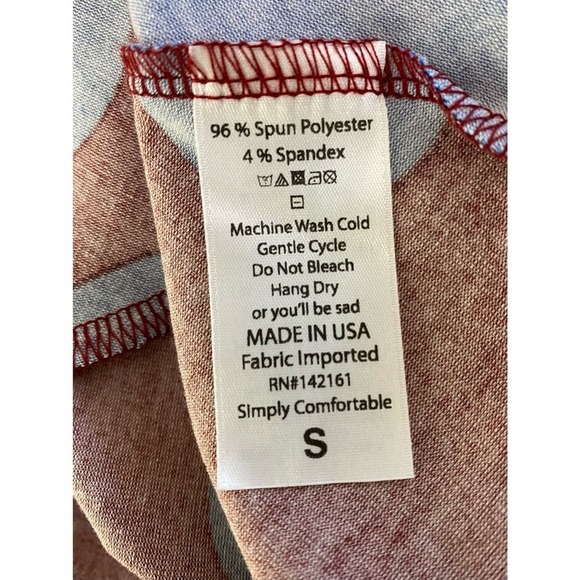 96 % Spun Polyester
4 % Spandex
Machine Wash Cold
Gentle Cycle
Do Not Bleach
Hang Dry
or you'll be sad
MADE IN USA
Fabric Imported
RN#142161
Simply Comfortable
S